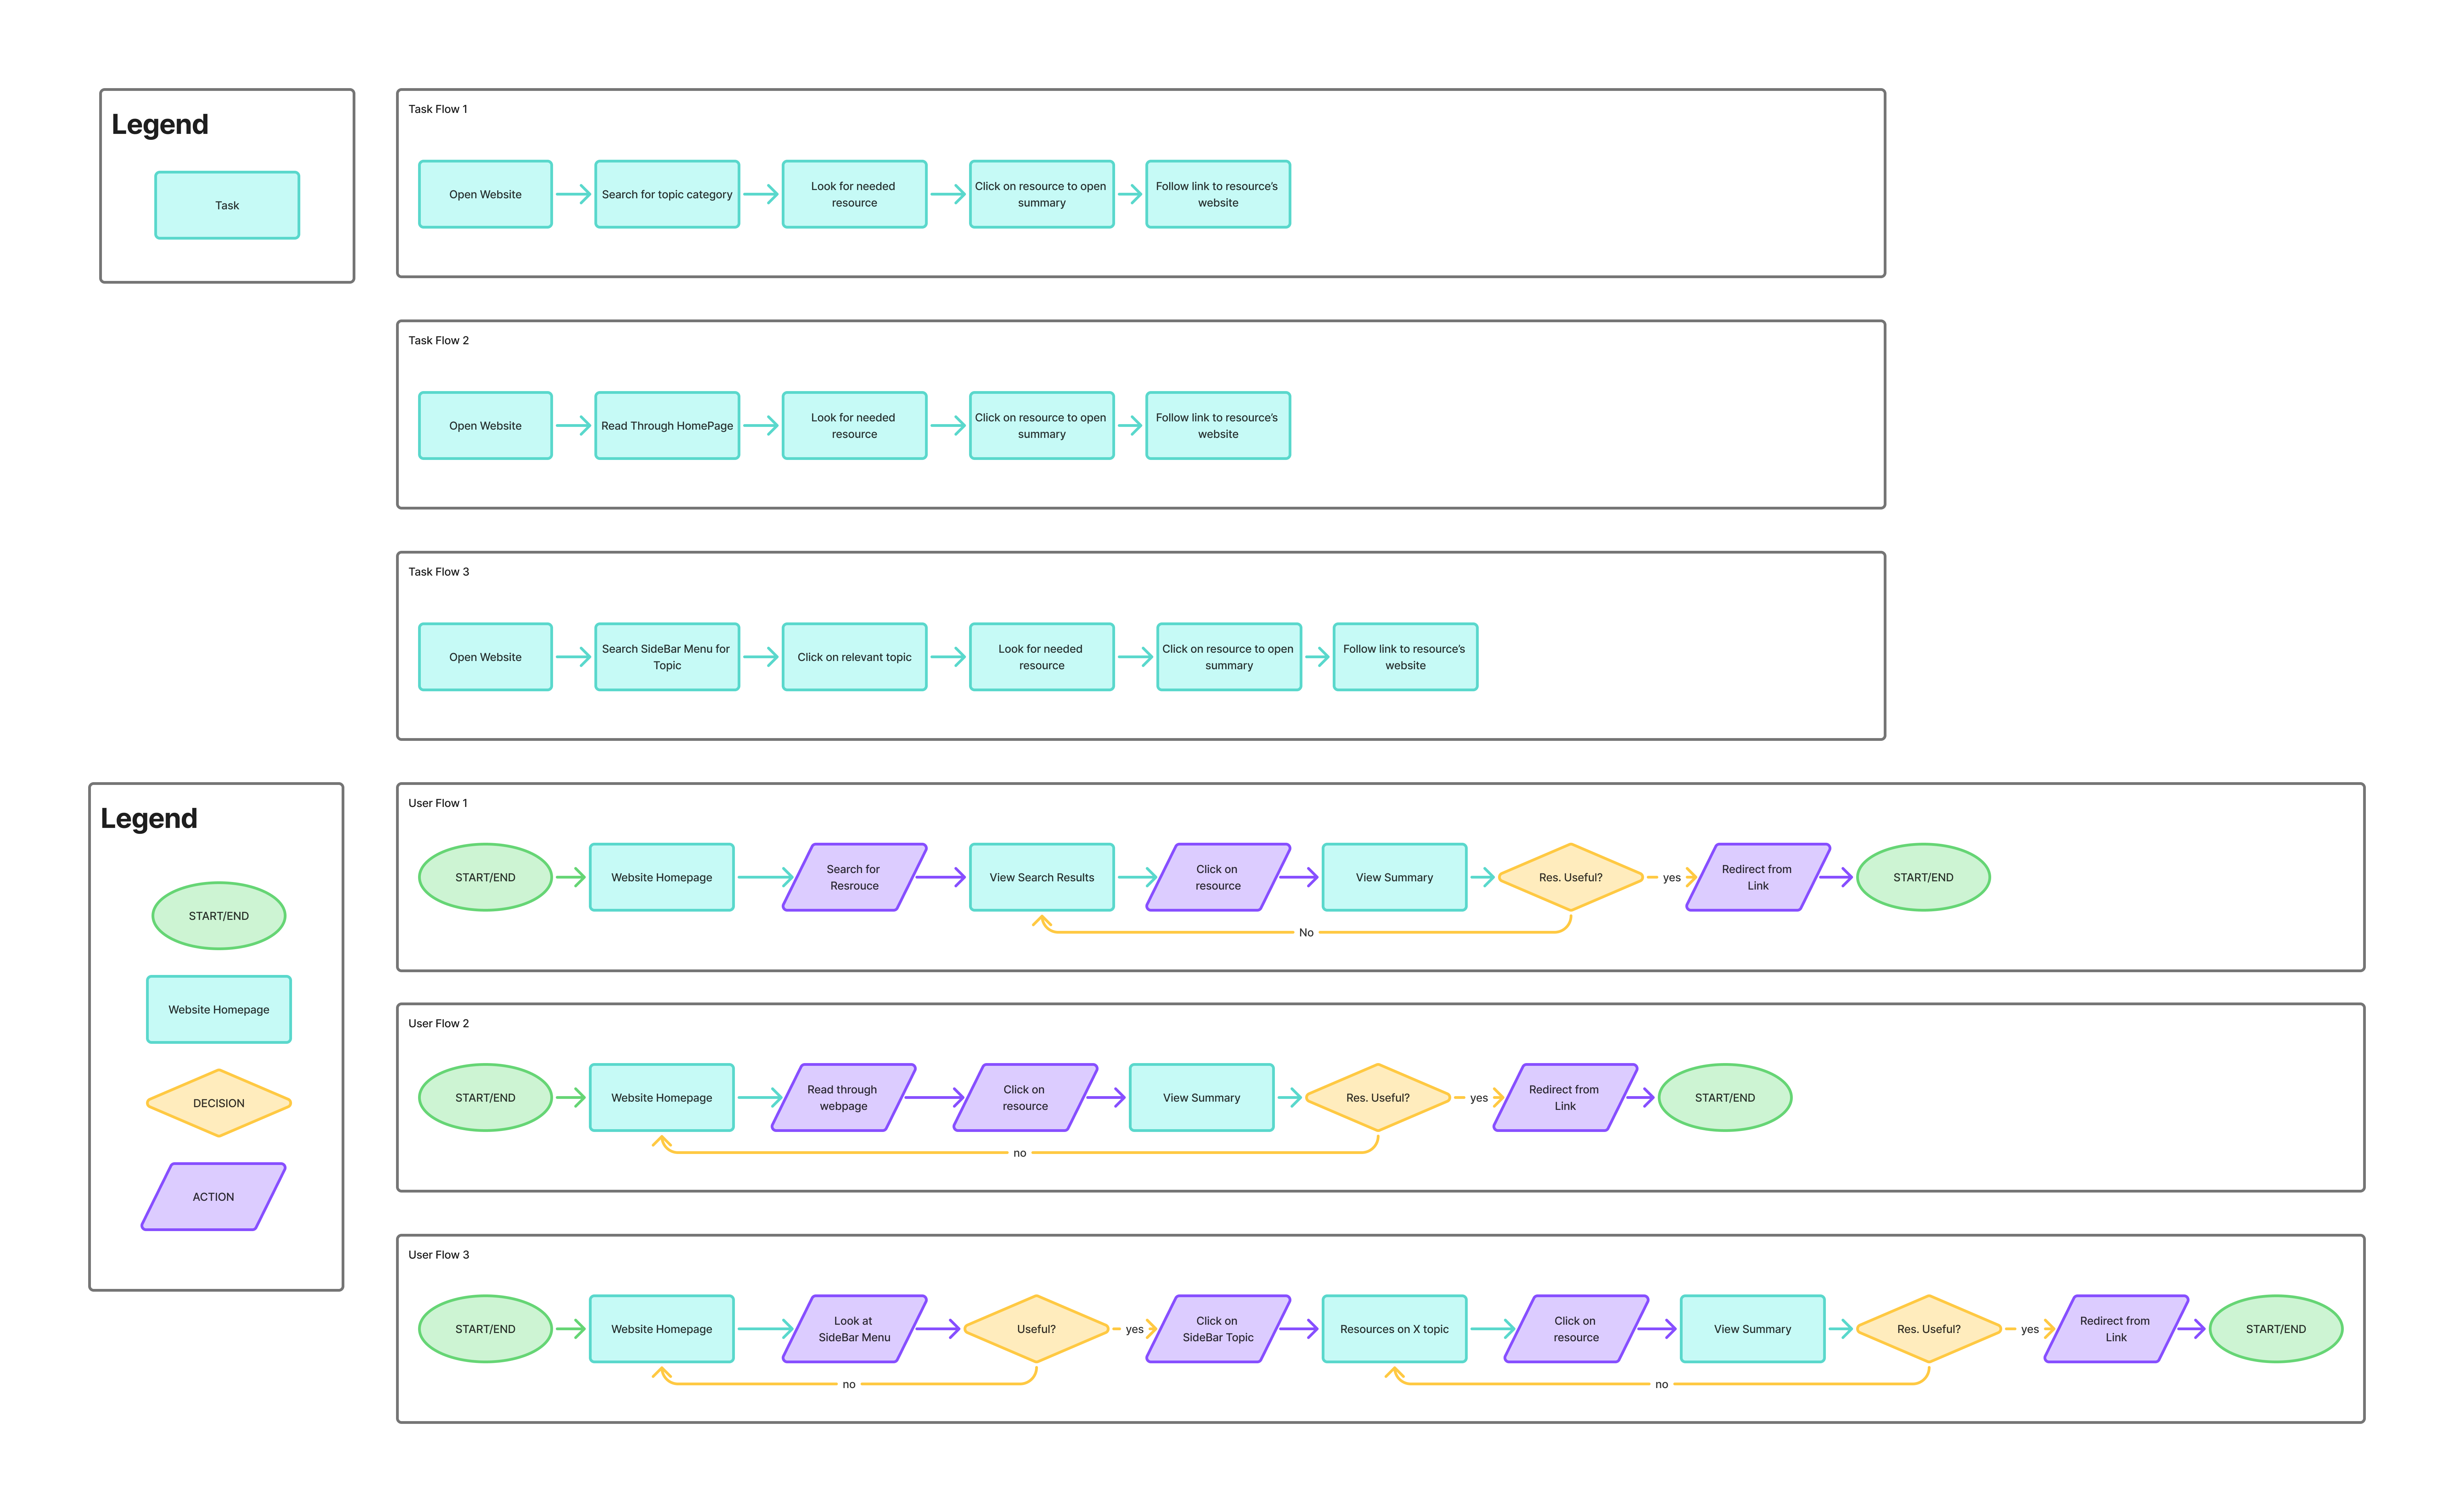 Legend
Task
Task Flow 1
Open Website
Search for topic category
Look for needed
resource
Click on resource to open
summary
Follow link to resource's
website
Task Flow 2
Open Website
Read Through HomePage
Look for needed
resource
Click on resource to open
summary
Follow link to resource's
website
Task Flow 3
Open Website
Search SideBar Menu for
Topic
Click on relevant topic
Look for needed
resource
Click on resource to open
summary
Follow link to resource's
website
Legend
START/END
Website Homepage
DECISION
ACTION
User Flow 1
START/END
Website Homepage
Search for
Resrouce
View Search Results
Click on
resource
View Summary
Res. Useful?
yes
Redirect from
Link
START/END
No
User Flow 2
START/END
Website Homepage
Read through
webpage
Click on
resource
View Summary
Res. Useful?
yes
Redirect from
Link
START/END
no
User Flow 3
START/END
Website Homepage
Look at
SideBar Menu
Useful?
yes
Click on
SideBar Topic
Resources on X topic
Click on
resource
View Summary
Res. Useful?
yes
Redirect from
Link
START/END
no
no